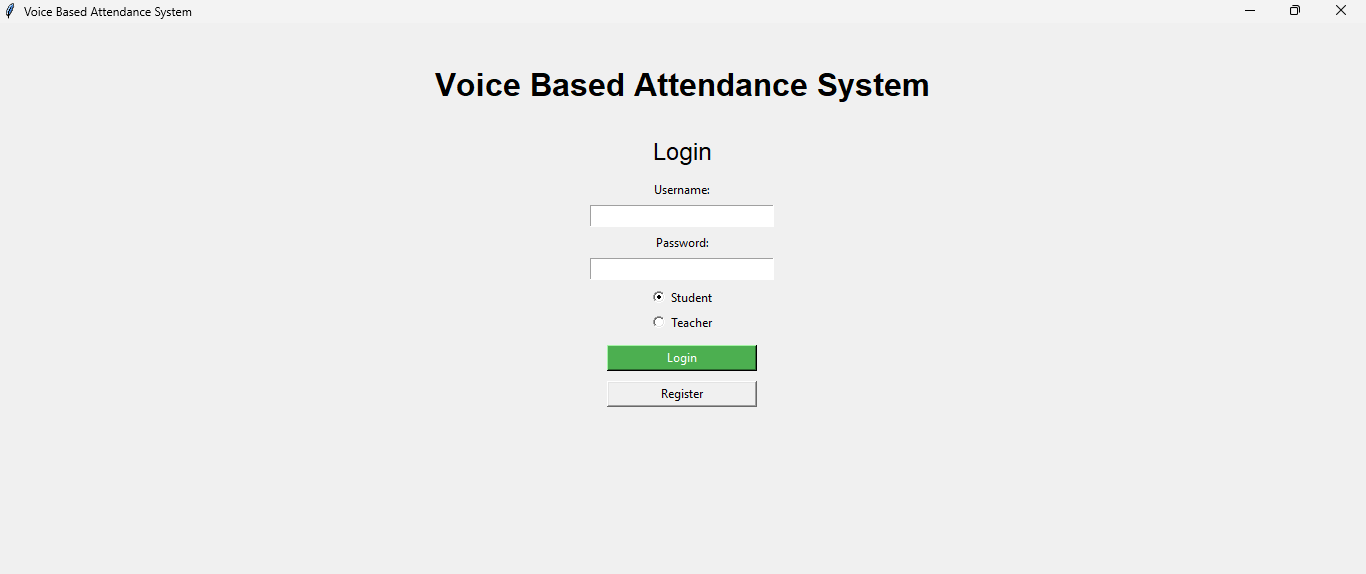 Voice Based Attendance System
Voice Based Attendance System
Login
Username:
Password:
Student
Teacher
Login
Register